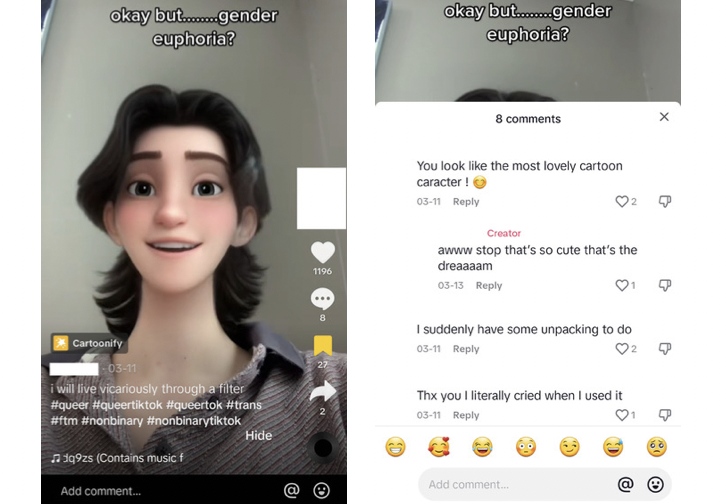 okay but........gender
euphoria?
1196
8
27
2
Cartoonify
- 03-11
i will live vicariously through a filter
#queer #queertiktok #queertok #trans
#ftm #nonbinary #nonbinarytiktok
Hide
dq9zs (Contains music f
Add comment...
okay but........gender
euphoria?
8 comments
You look like the most lovely cartoon
caracter !
03-11 Reply 2
Creator
awww stop that's so cute that's the
dreaaaam
03-13 Reply 1
I suddenly have some unpacking to do
03-11 Reply 2
Thx you I literally cried when I used it
03-11 Reply 1
Add comment...
@